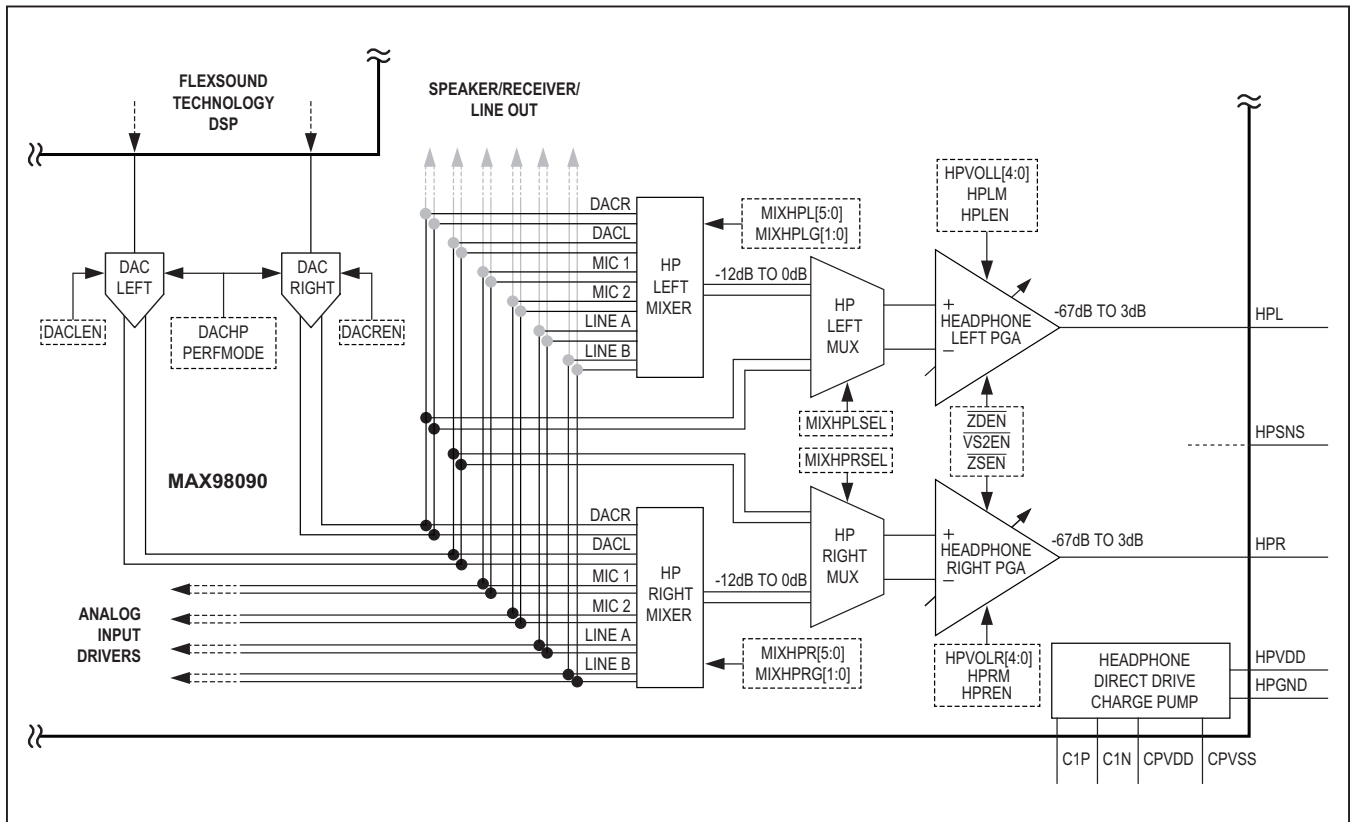 FLEXSOUND
TECHNOLOGY
DSP
SPEAKER/RECEIVER/
LINE OUT
DAC
LEFT
DAC
RIGHT
DACLEN
DACHP
PERFMODE
DACREN
MAX98090
ANALOG
INPUT
DRIVERS
DACR
DACL
MIC 1
MIC 2
LINE A
LINE B
HP
LEFT
MIXER
MIXHPL[5:0]
MIXHPLG[1:0]
-12dB TO 0dB
HP
LEFT
MUX
MIXHPLSEL
HPVOLL[4:0]
HPLM
HPLEN
+
HEADPHONE
LEFT PGA
−
-67dB TO 3dB
HPL
ZDEN
VS2EN
ZSEN
HPSNS
MIXHPRSEL
DACR
DACL
MIC 1
MIC 2
LINE A
LINE B
HP
RIGHT
MIXER
-12dB TO 0dB
MIXHPR[5:0]
MIXHPRG[1:0]
HP
RIGHT
MUX
+
HEADPHONE
RIGHT PGA
−
-67dB TO 3dB
HPR
HPVOLR[4:0]
HPRM
HPREN
HEADPHONE
DIRECT DRIVE
CHARGE PUMP
HPVDD
HPGND
C1P
C1N
CPVDD
CPVSS